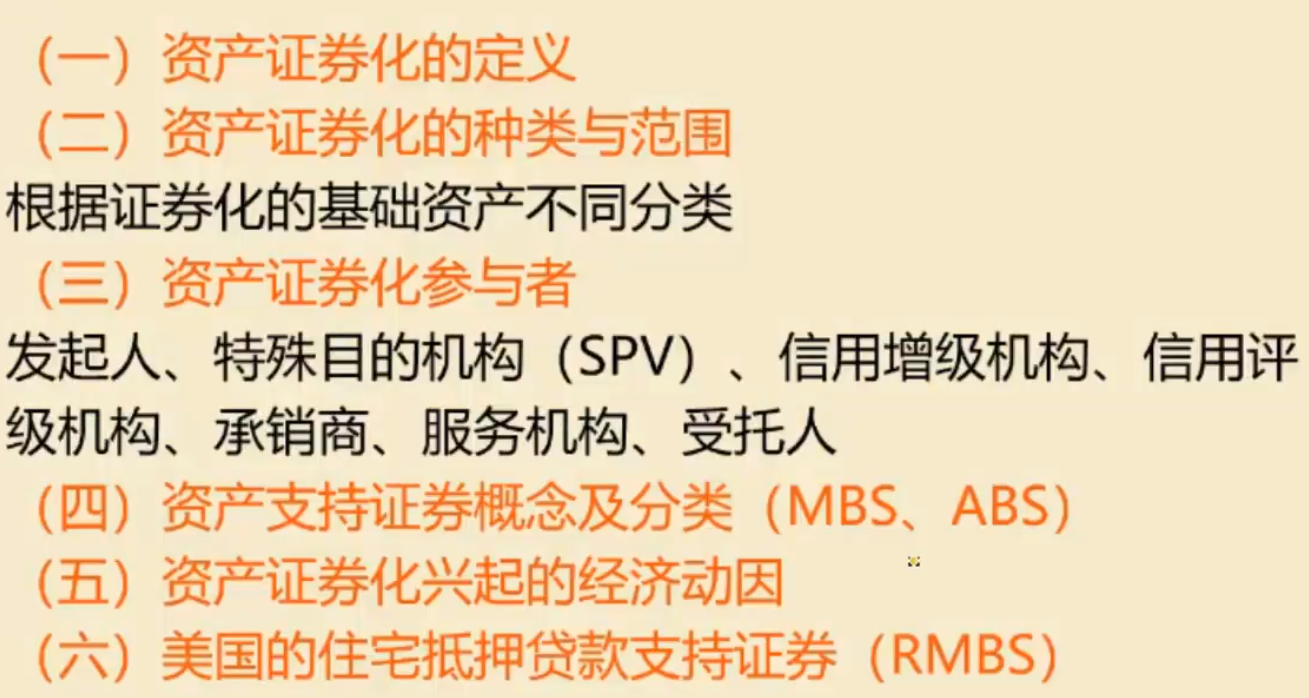 （一）资产证券化的定义
（二）资产证券化的种类与范围
根据证券化的基础资产不同分类
（三）资产证券化参与者
发起人、特殊目的机构（SPV）、信用增级机构、信用评
级机构、承销商、服务机构、受托人
（四）资产支持证券概念及分类（MBS、ABS）
（五）资产证券化兴起的经济动因
（六）美国的住宅抵押贷款支持证券（RMBS）